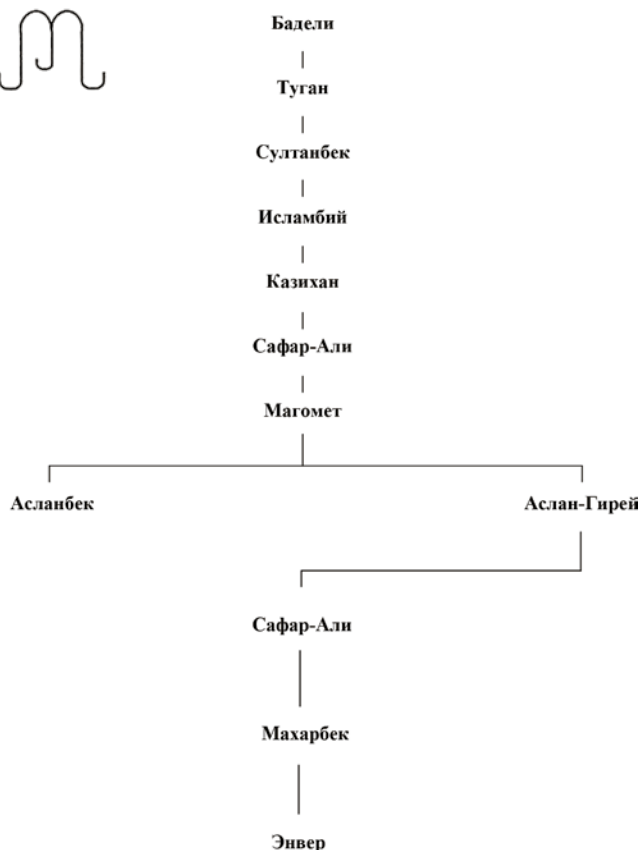 Бадели
Туган
Султанбек
Исламбий
Казихан
Сафар-Али
Магомет
Асланбек
Аслан-Гирей
Сафар-Али
Махарбек
Энвер